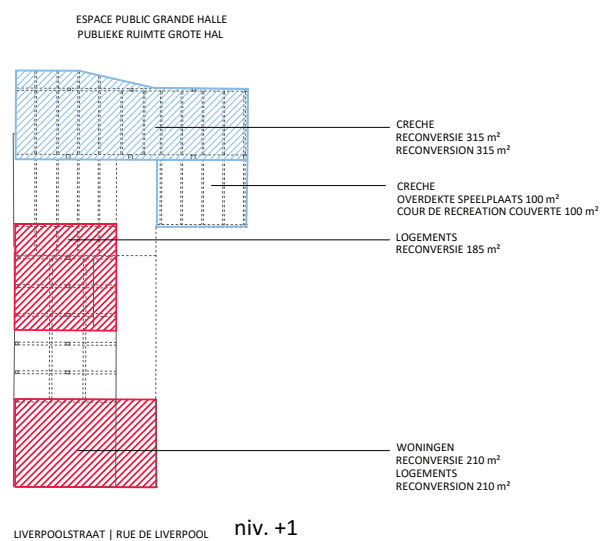 ESPACE PUBLIC GRANDE HALLE
PUBLIEKE RUIMTE GROTE HAL
CRECHE
RECONVERSIE 315 m²
RECONVERSION 315 m²
CRECHE
OVERDEKTE SPEELPLAATS 100 m²
COUR DE RECREATION COUVERTE 100 m²
LOGEMENTS
RECONVERSIE 185 m²
WONINGEN
RECONVERSIE 210 m²
LOGEMENTS
RECONVERSION 210 m²
LIVERPOOLSTRAAT | RUE DE LIVERPOOL niv. +1